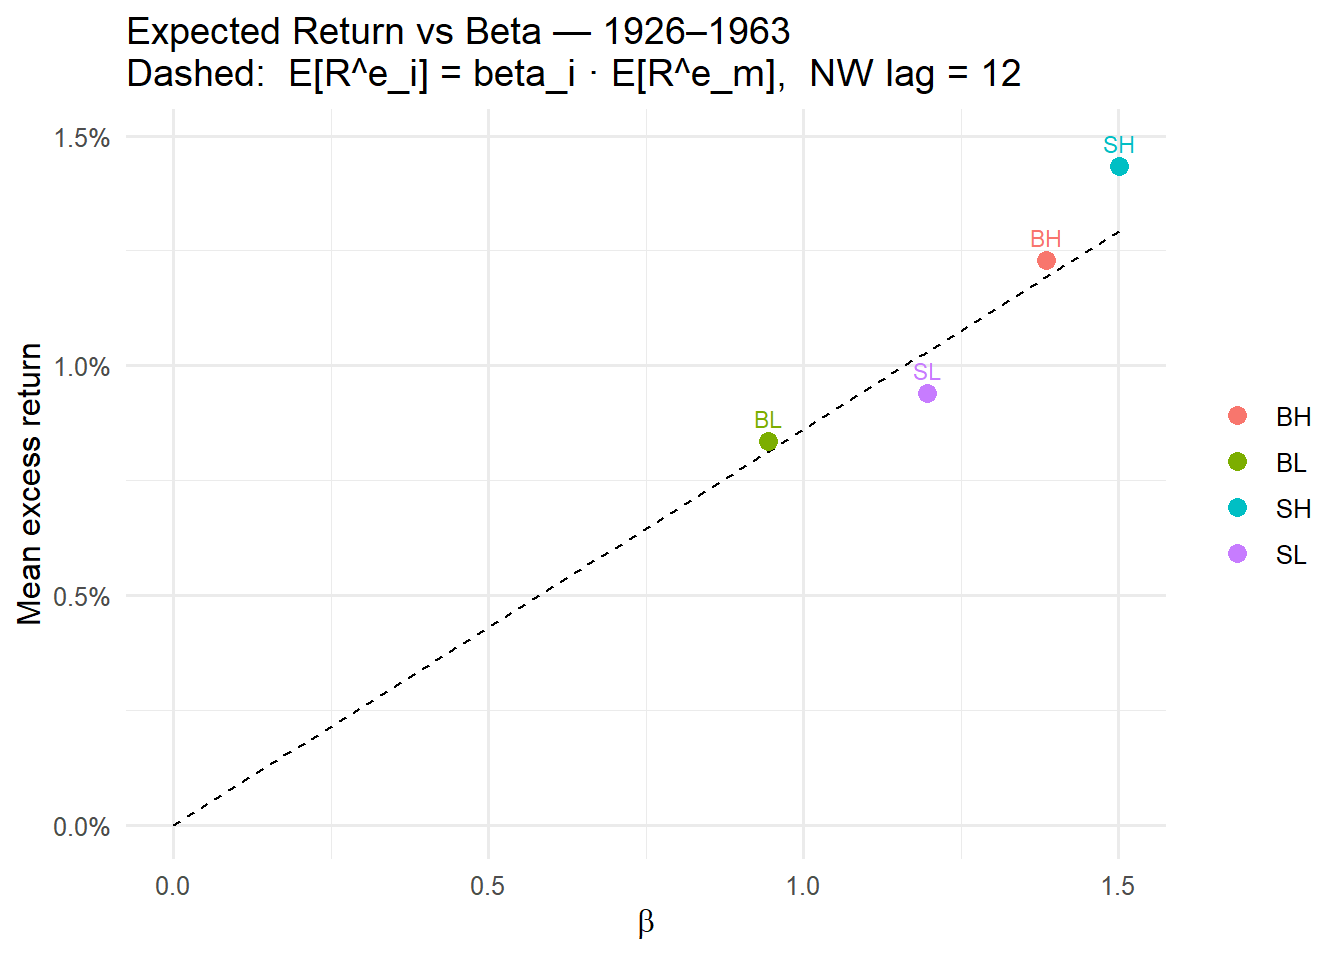 Expected Return vs Beta — 1926–1963
Dashed:  E[R^e_i] = beta_i · E[R^e_m],  NW lag = 12
1.5%
1.0%
0.5%
0.0%
Mean excess return
SH
BH
SL
BL
0.0
0.5
1.0
1.5
β
BH
BL
SH
SL